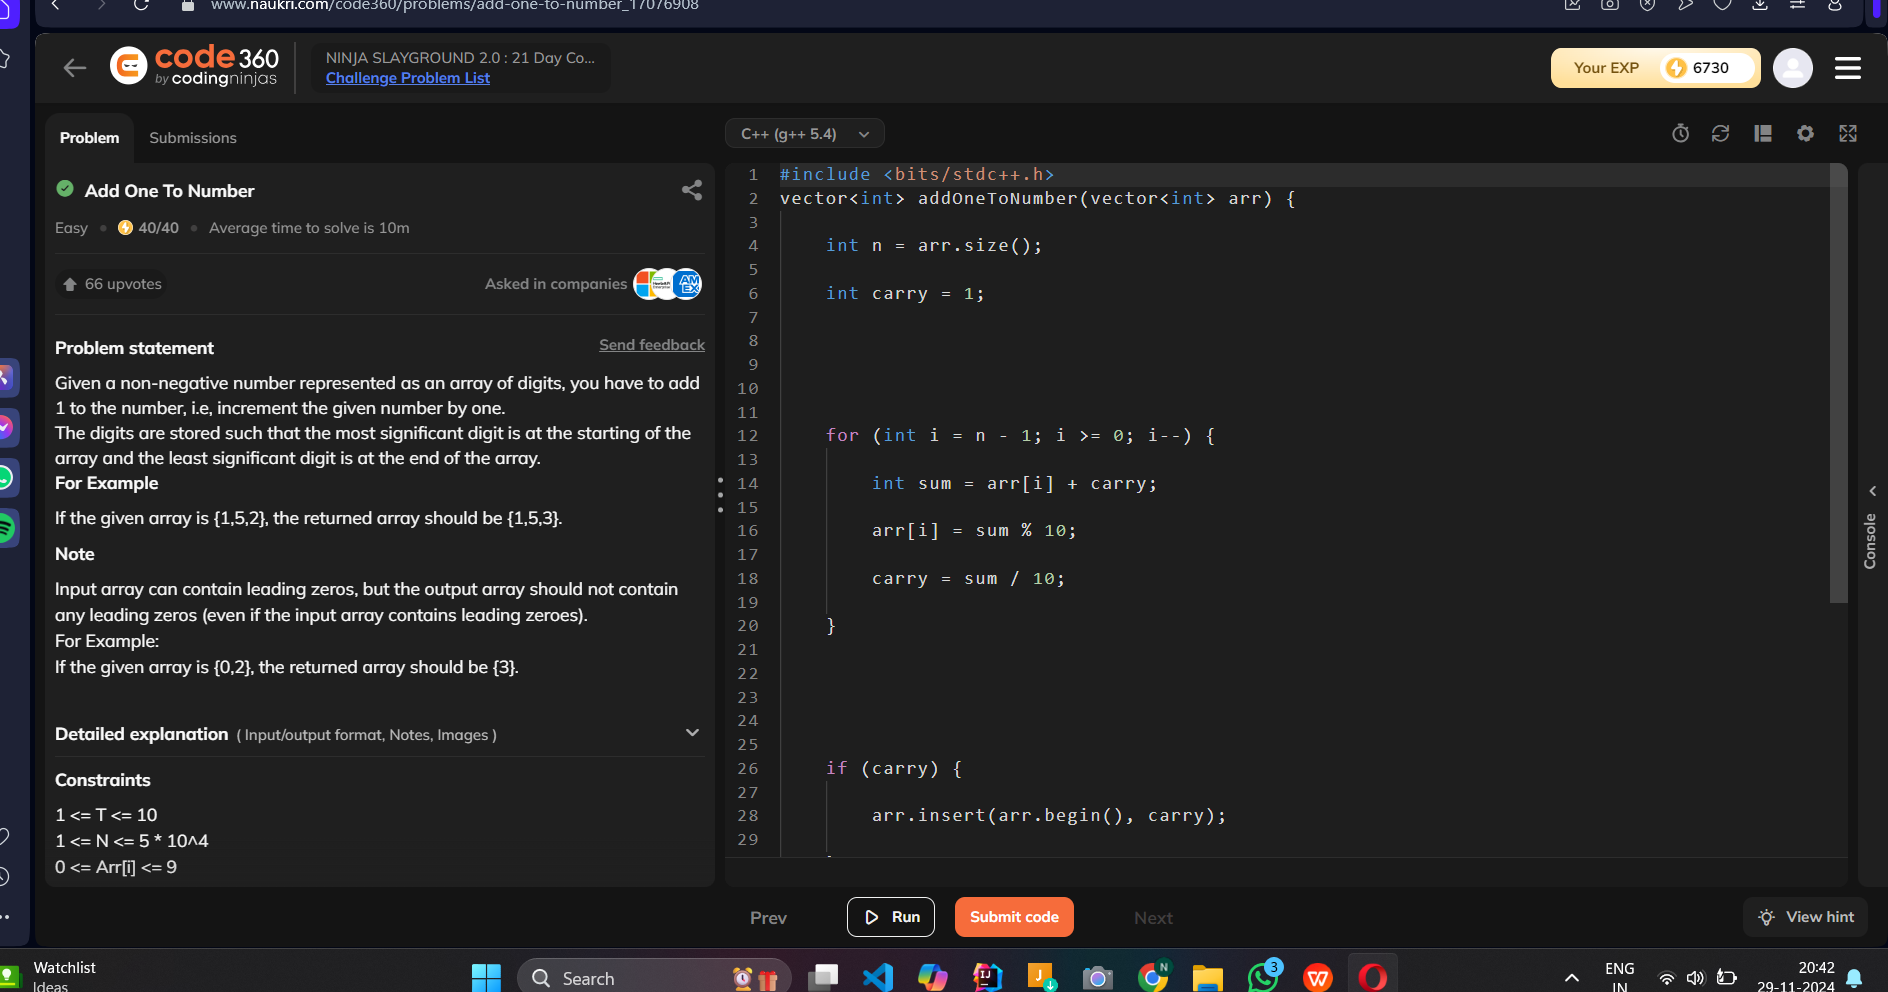 www.naukri.com/code360/problems/add-one-to-number_17076908
code360
by codingninjas
NINJA SLAYGROUND 2.0 : 21 Day Co...
Challenge Problem List
Your EXP 6730
Problem Submissions
C++ (g++ 5.4)
Add One To Number
Easy • 40/40 • Average time to solve is 10m
66 upvotes
Asked in companies
AM
EX
Problem statement
Send feedback
Given a non-negative number represented as an array of digits, you have to add
1 to the number, i.e, increment the given number by one.
The digits are stored such that the most significant digit is at the starting of the
array and the least significant digit is at the end of the array.
For Example
If the given array is {1,5,2}, the returned array should be {1,5,3}.
Note
Input array can contain leading zeros, but the output array should not contain
any leading zeros (even if the input array contains leading zeroes).
For Example:
If the given array is {0,2}, the returned array should be {3}.
Detailed explanation ( Input/output format, Notes, Images )
Constraints
1 <= T <= 10
1 <= N <= 5 * 10^4
0 <= Arr[i] <= 9
1 #include <bits/stdc++.h>
2 vector<int> addOneToNumber(vector<int> arr) {
3
4 int n = arr.size();
5
6 int carry = 1;
7
8
9
10
11
12 for (int i = n - 1; i >= 0; i--) {
13
14 int sum = arr[i] + carry;
15
16 arr[i] = sum % 10;
17
18 carry = sum / 10;
19
20 }
21
22
23
24
25
26 if (carry) {
27
28 arr.insert(arr.begin(), carry);
29
Console
Prev
Run
Submit code
Next
View hint
Watchlist
Ideas
Search
3
ENG
IN
20:42
29-11-2024